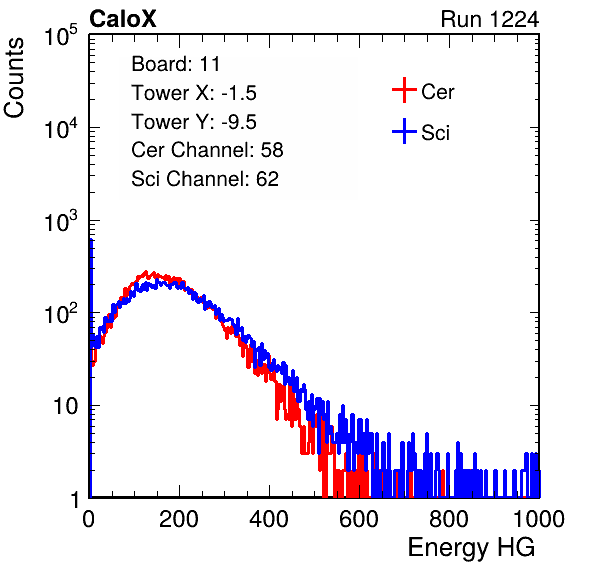 CaloX Run 1224
Counts
10^5
10^4
10^3
10^2
10
1
Board: 11
Tower X: -1.5
Tower Y: -9.5
Cer Channel: 58
Sci Channel: 62
Cer
Sci
0 200 400 600 800 1000
Energy HG